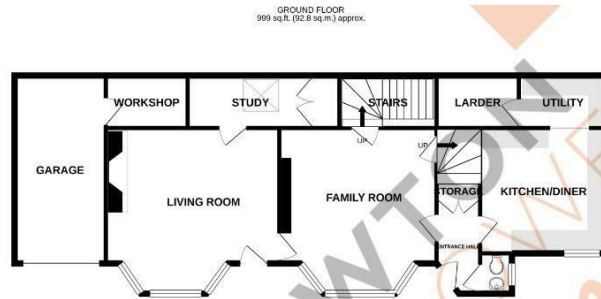 GROUND FLOOR
999 sq.ft. (92.8 sq.m.) approx.
WORKSHOP
STUDY
STAIRS
LARDER
UTILITY
UP
UP
GARAGE
LIVING ROOM
FAMILY ROOM
STORAGE
KITCHEN/DINER
ENTRANCE HALL